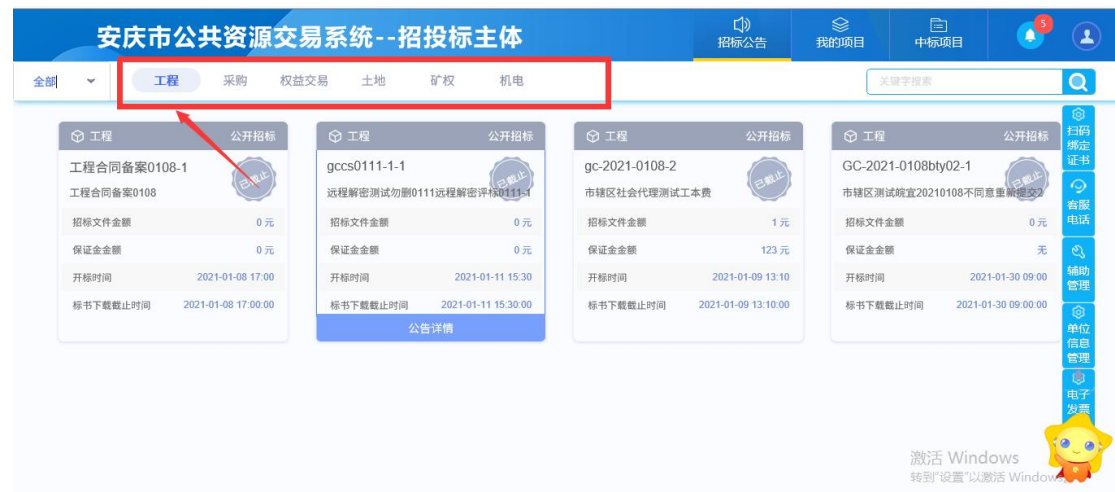 安庆市公共资源交易系统--招投标主体
招标公告
我的项目
中标项目
5
全部
工程 采购 权益交易 土地 矿权 机电
关键字搜索
工程 公开招标
工程合同备案0108-1
已截止
工程合同备案0108
招标文件金额 0 元
保证金金额 0 元
开标时间 2021-01-08 17:00
标书下载截止时间 2021-01-08 17:00:00
工程 公开招标
gccs0111-1-1
已截止
远程解密测试勿删0111远程解密评标0111-1
招标文件金额 0 元
保证金金额 0 元
开标时间 2021-01-11 15:30
标书下载截止时间 2021-01-11 15:30:00
公告详情
工程 公开招标
gc-2021-0108-2
已截止
市辖区社会代理测试工本费
招标文件金额 1 元
保证金金额 123 元
开标时间 2021-01-09 13:10
标书下载截止时间 2021-01-09 13:10:00
工程 公开招标
GC-2021-0108bty02-1
已截止
市辖区测试皖宜20210108不同意重新提交2
招标文件金额 0 元
保证金金额 无
开标时间 2021-01-30 09:00
标书下载截止时间 2021-01-30 09:00:00
扫码
绑定
证书
客服
电话
辅助
管理
单位
信息
管理
电子
发票
激活 Windows
转到"设置"以激活 Windows